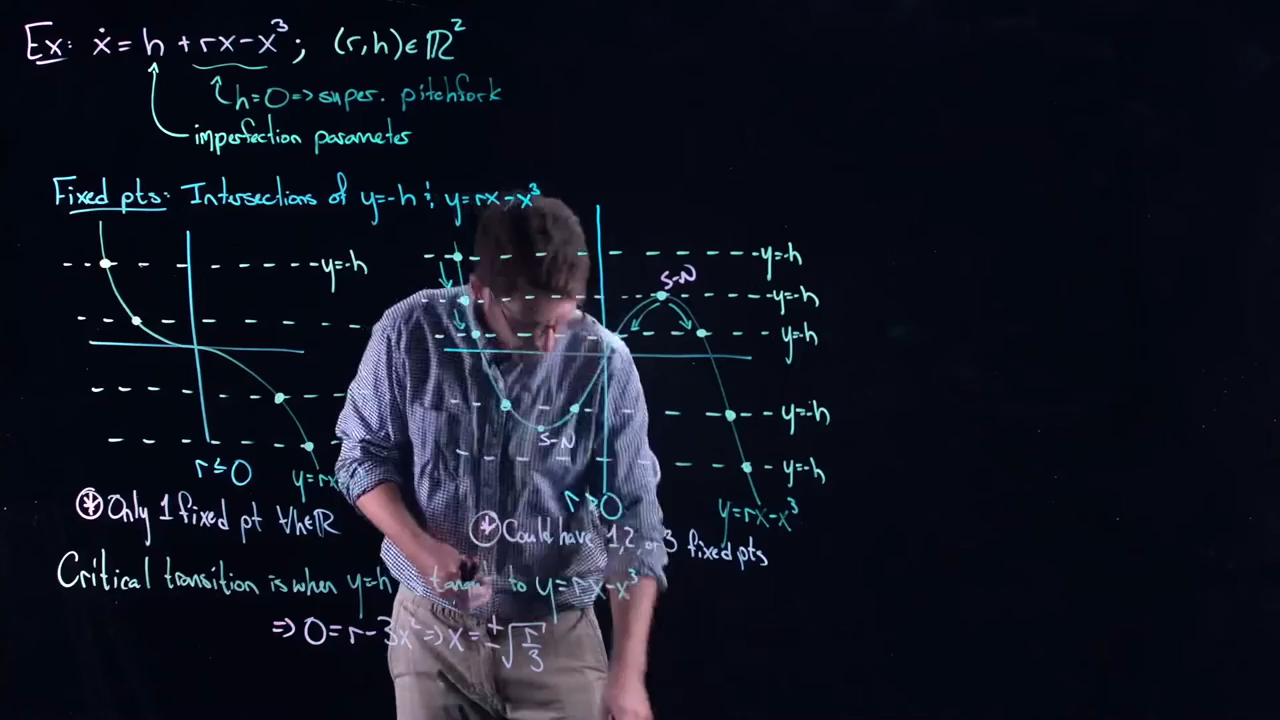 Ex: ẋ = h + rx - x³; (r,h) ∈ ℝ²
h=0 => super. pitchfork
imperfection parameter
Fixed pts: Intersections of y=-h & y=rx-x³
y=-h
y=-h
S-N
y=-h
y=-h
y=-h
S-N
y=-h
r≤0
y=rx
r>0
y=rx-x³
⊛ Only 1 fixed pt ∀h∈ℝ
⊛ Could have 1, 2, or 3 fixed pts
Critical transition is when y=-h tangent to y=rx-x³
=> 0 = r-3x² => x = ±√(r/3)